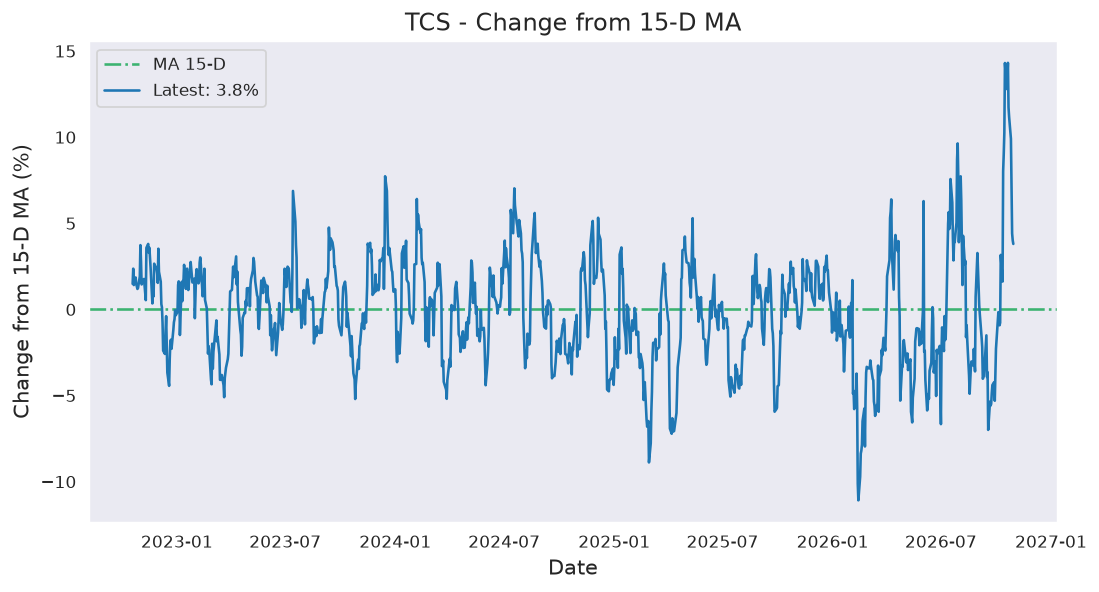 TCS - Change from 15-D MA
15
MA 15-D
Latest: 3.8%
10
5
0
−5
−10
Change from 15-D MA (%)
2023-01 2023-07 2024-01 2024-07 2025-01 2025-07 2026-01 2026-07 2027-01
Date